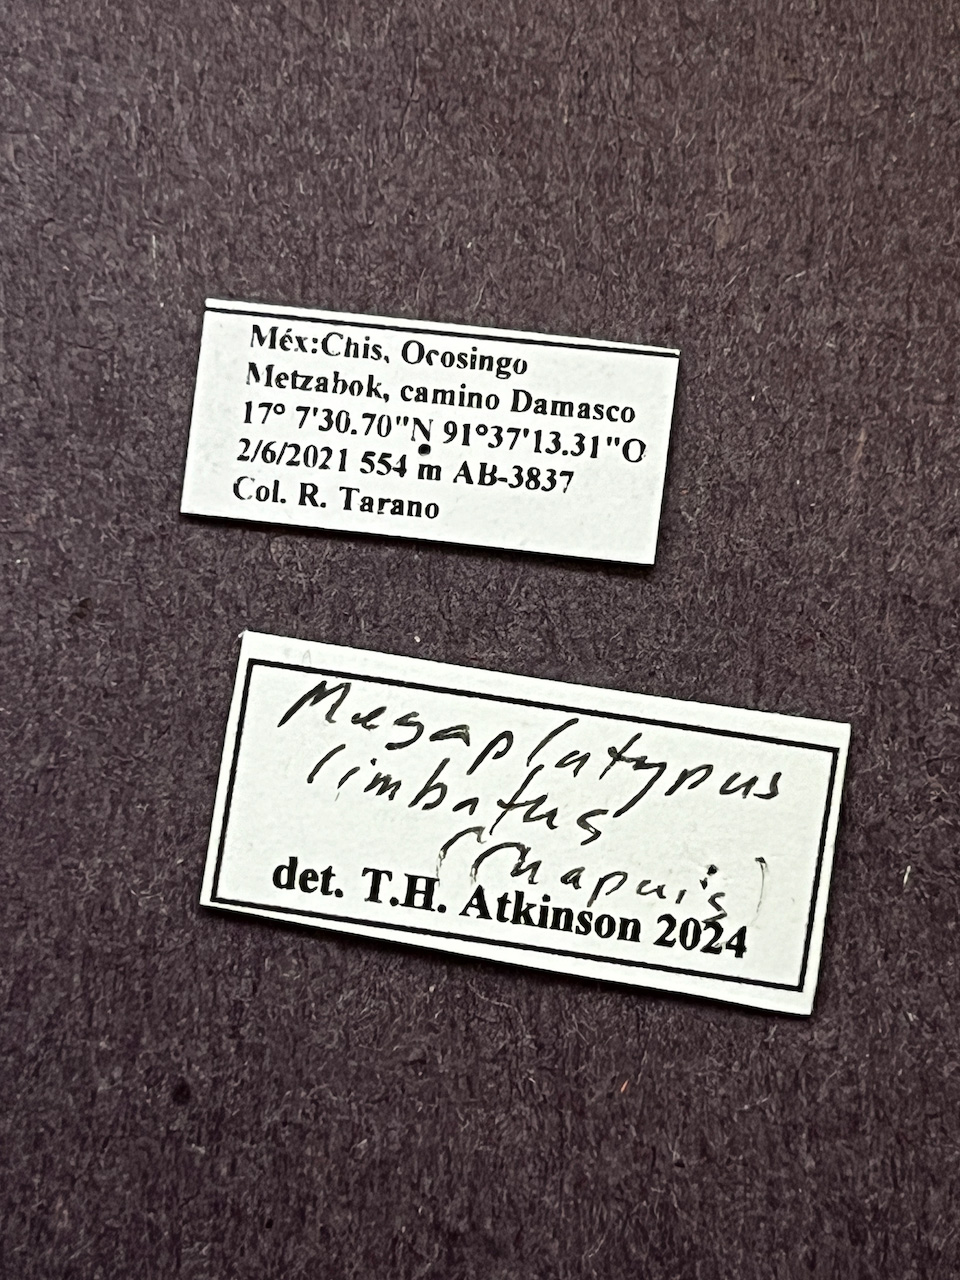 Méx:Chis, Ocosingo
Metzabok, camino Damasco
17° 7'30.70"N 91°37'13.31"O
2/6/2021 554 m AB-3837
Col. R. Tarano
Megaplatypus
limbatus
(Chapuis)
det. T.H. Atkinson 2024